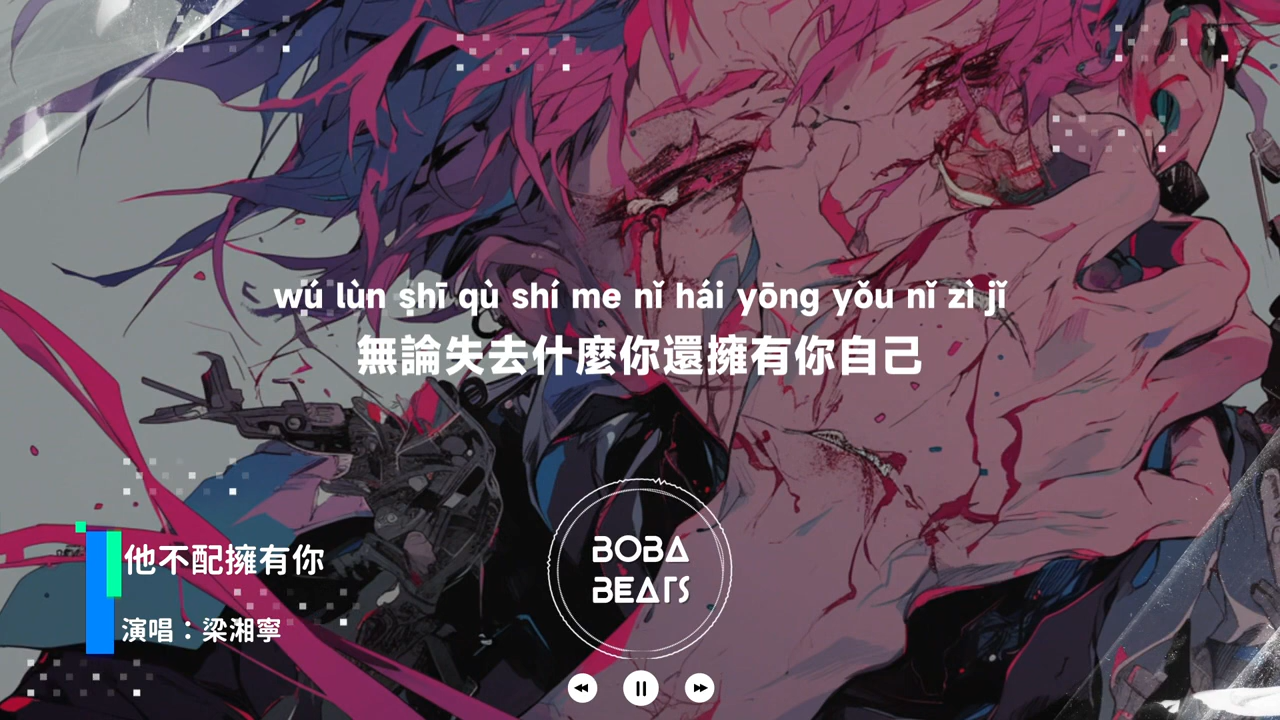 wú lùn shī qù shí me nǐ hái yōng yǒu nǐ zì jǐ
無論失去什麼你還擁有你自己
他不配擁有你
演唱：梁湘寧
BOBA
BEATS